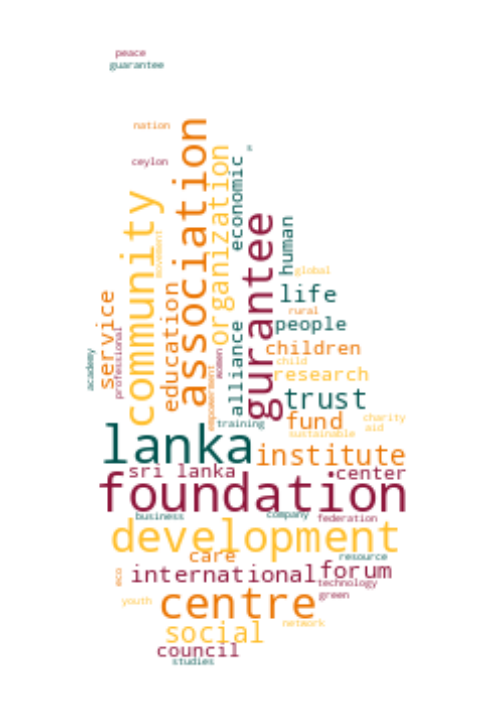 peace
guarantee
nation
association
s
organization
economic
ceylon
community
movement
gurantee
human
global
life
rural
service
education
people
professional
alliance
women
children
academy
empowerment
child
research
trust
training
fund
charity
aid
sustainable
lanka
institute
sri lanka
center
foundation
business
company
federation
development
care
resource
eco
international
forum
technology
green
youth
centre
network
social
council
studies